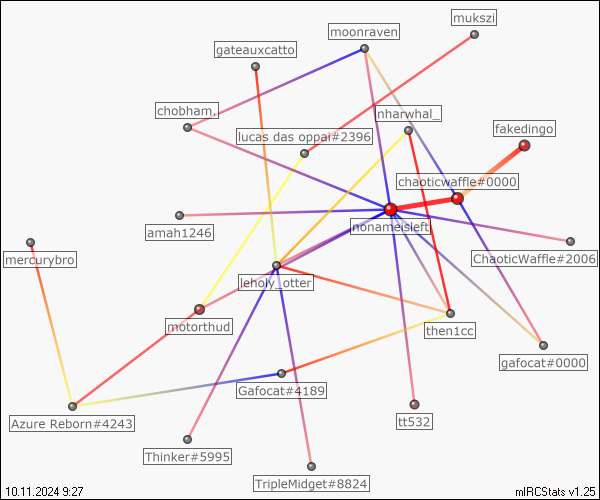 mukszi
moonraven
gateauxcatto
chobham,
nharwhal_
fakedingo
lucas das oppai#2396
chaoticwaffle#0000
nonameisleft
amah1246
mercurybro
ChaoticWaffle#2006
leholy_otter
motorthud
then1cc
gafocat#0000
Gafocat#4189
Azure Reborn#4243
tt532
Thinker#5995
TripleMidget#8824
10.11.2024 9:27
mIRCStats v1.25